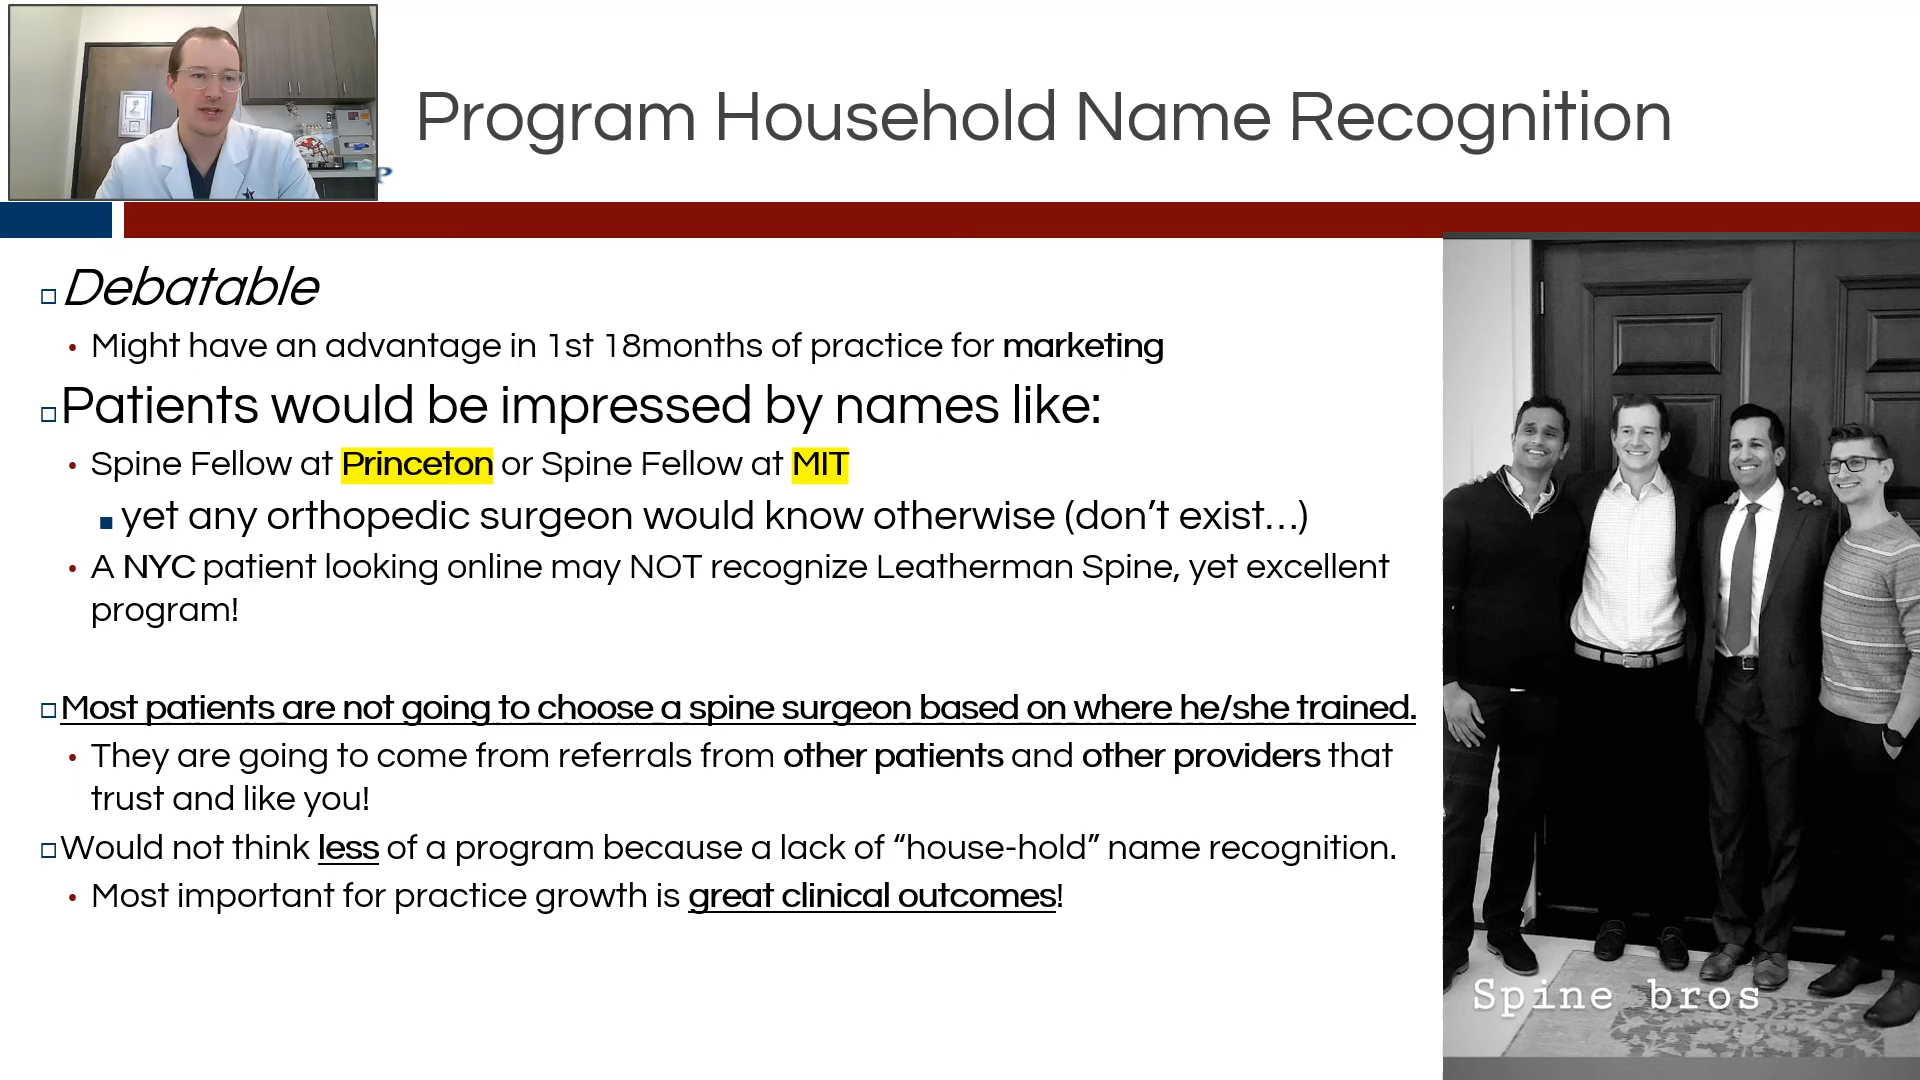 Program Household Name Recognition
P
Debatable
Might have an advantage in 1st 18months of practice for marketing
Patients would be impressed by names like:
Spine Fellow at Princeton or Spine Fellow at MIT
yet any orthopedic surgeon would know otherwise (don’t exist…)
A NYC patient looking online may NOT recognize Leatherman Spine, yet excellent
program!
Most patients are not going to choose a spine surgeon based on where he/she trained.
They are going to come from referrals from other patients and other providers that
trust and like you!
Would not think less of a program because a lack of “house-hold” name recognition.
Most important for practice growth is great clinical outcomes!
Spine bros